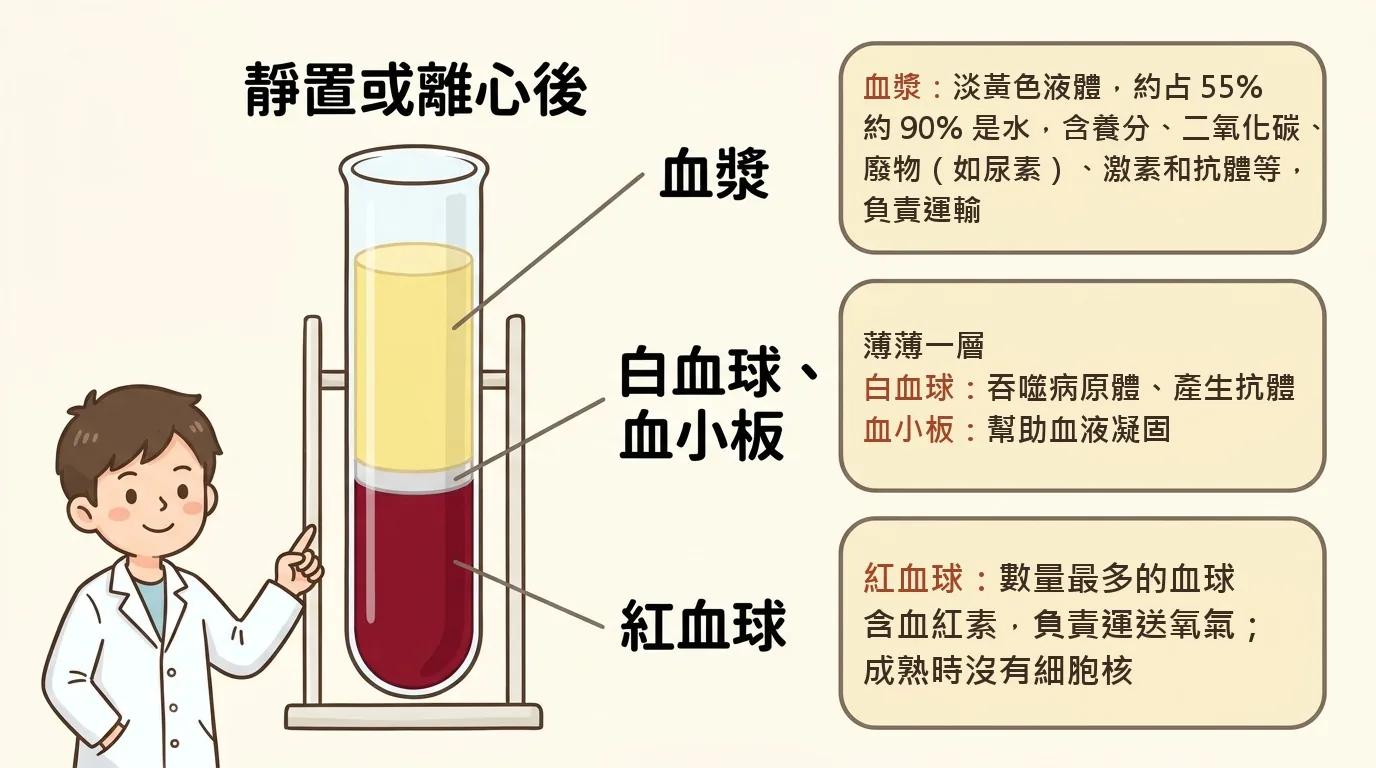 靜置或離心後
血漿
白血球、
血小板
紅血球
血漿：淡黃色液體，約占 55%
約 90% 是水，含養分、二氧化碳、
廢物（如尿素）、激素和抗體等，
負責運輸
薄薄一層
白血球：吞噬病原體、產生抗體
血小板：幫助血液凝固
紅血球：數量最多的血球
含血紅素，負責運送氧氣；
成熟時沒有細胞核